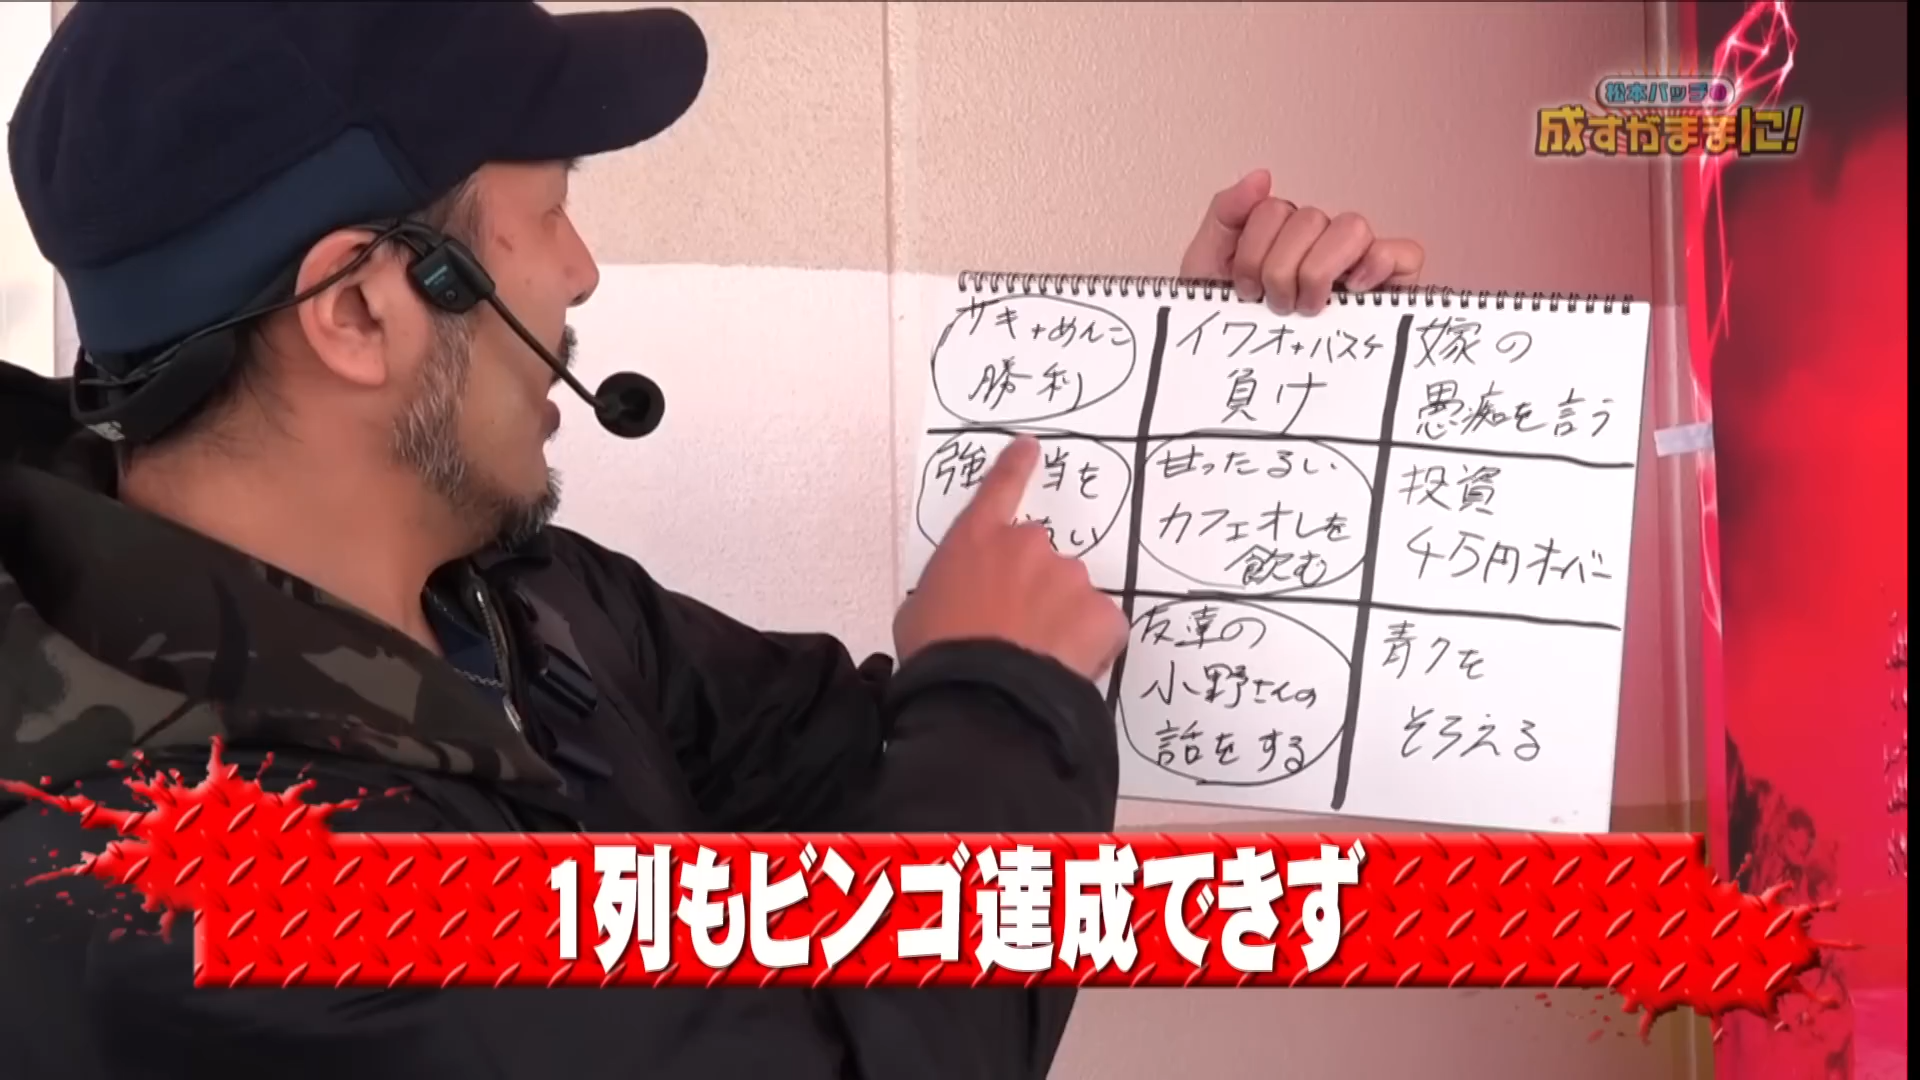 松本バッチの
成すがままに!
サキ+めんこ
勝利
イワオ+バスケ
負け
嫁の
愚痴を言う
強 当を
甘ったるい
カフェオレを
飲む
投資
4万円オーバー
友達の
小野さんの
話をする
青7を
そろえる
1列もビンゴ達成できず